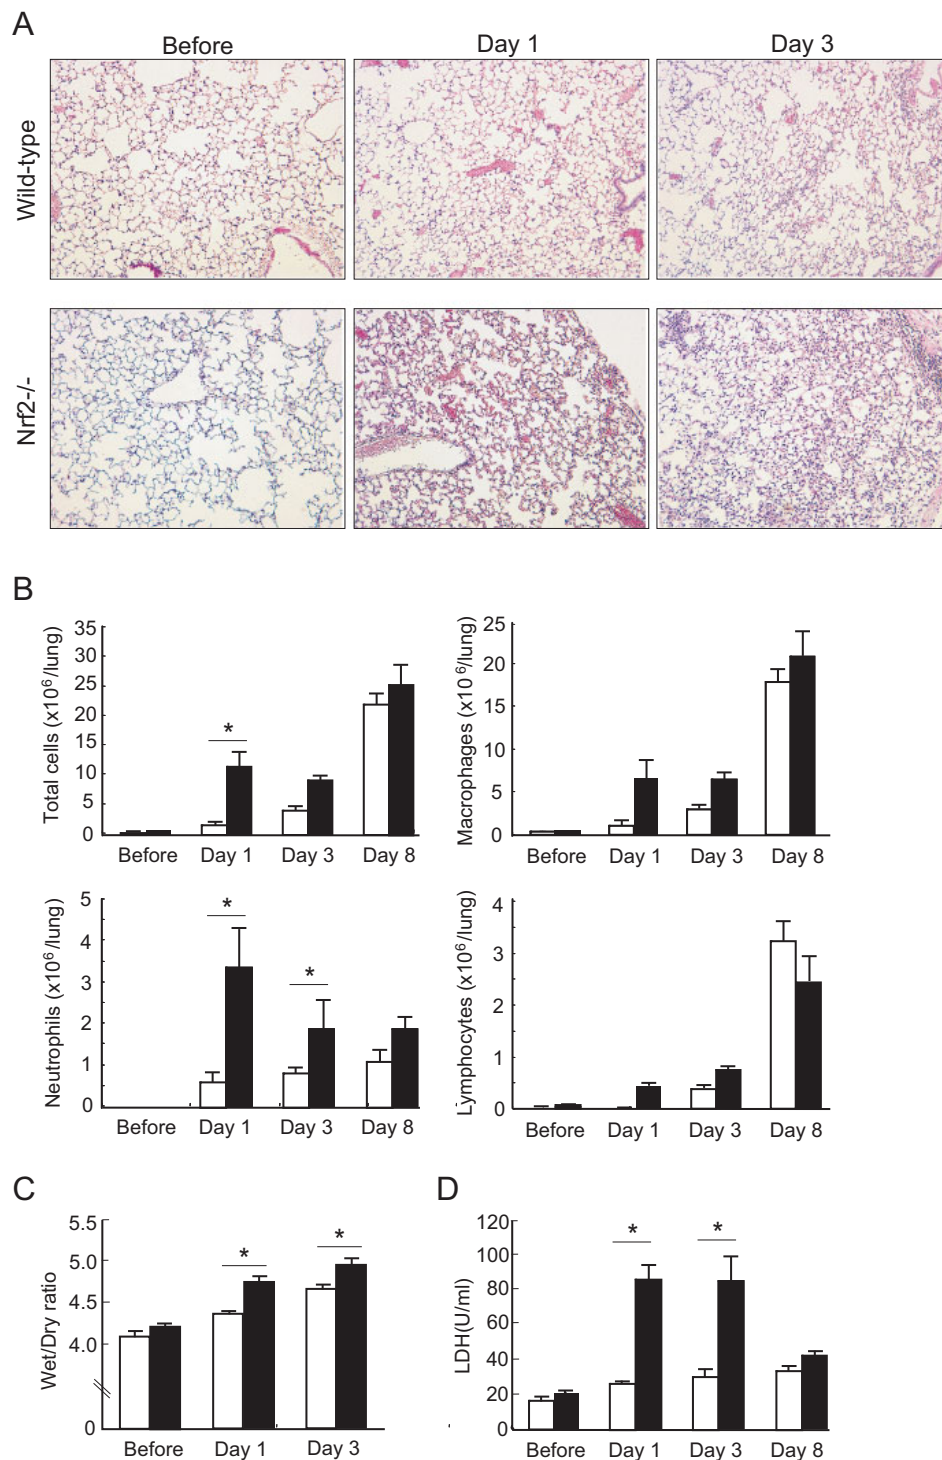 A
Before Day 1 Day 3
Wild-type
Nrf2-/-
B
Total cells (x10⁶/lung)
35
30
25
20
15
10
5
0
*
Before Day 1 Day 3 Day 8
Macrophages (x10⁶/lung)
25
20
15
10
5
0
Before Day 1 Day 3 Day 8
Neutrophils (x10⁶/lung)
5
4
3
2
1
0
*
*
Before Day 1 Day 3 Day 8
Lymphocytes (x10⁶/lung)
4
3
2
1
0
Before Day 1 Day 3 Day 8
C
Wet/Dry ratio
5.5
5.0
4.5
4.0
0
*
*
Before Day 1 Day 3
D
LDH(U/ml)
120
100
80
60
40
20
0
*
*
Before Day 1 Day 3 Day 8